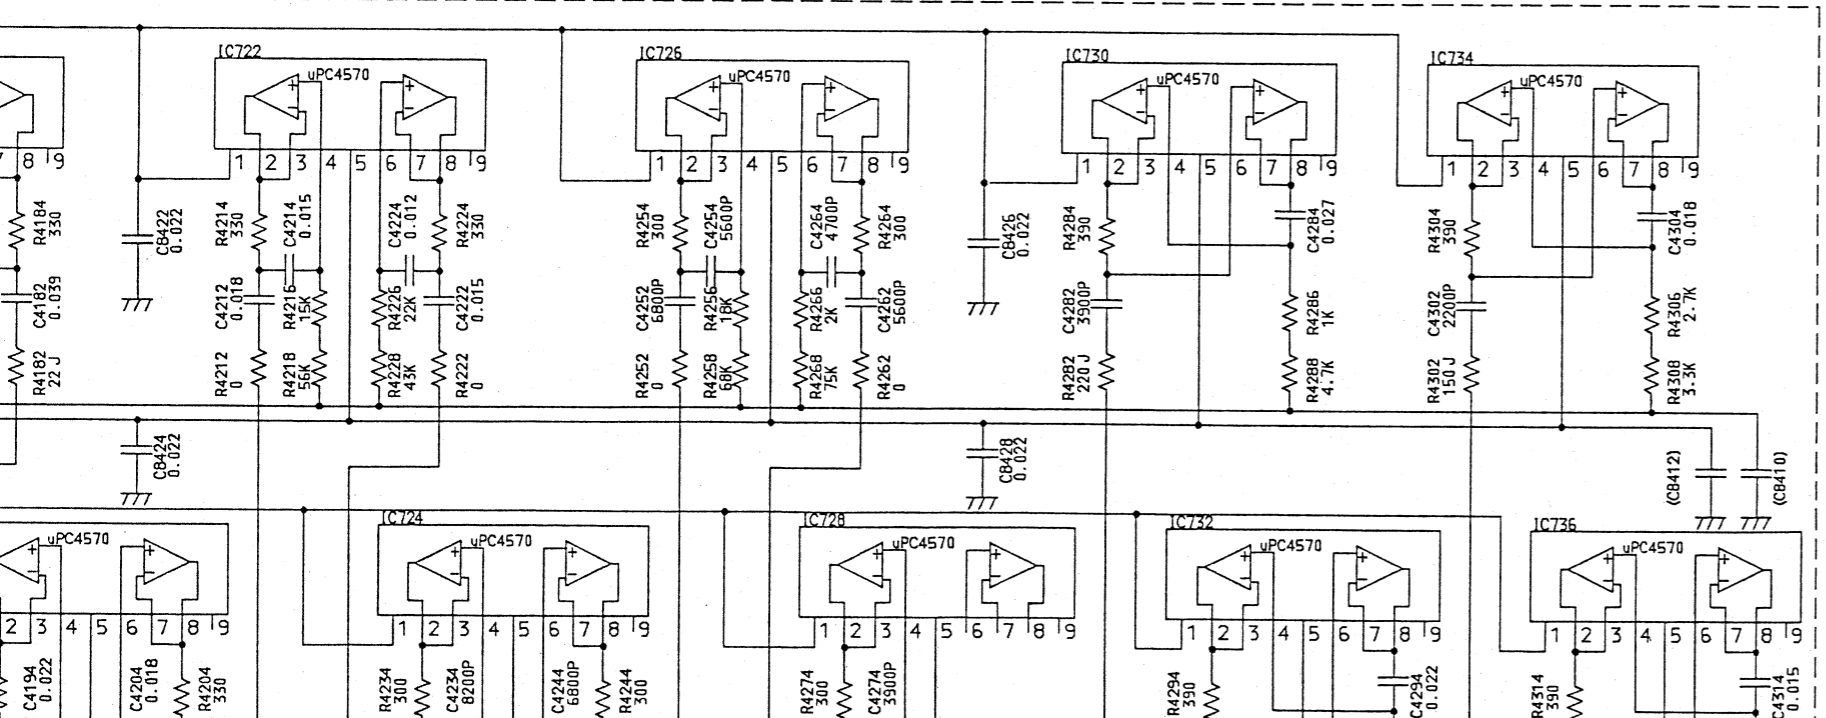 IC722
uPC4570
1 2 3 4 5 6 7 8 9
IC726
uPC4570
1 2 3 4 5 6 7 8 9
IC730
uPC4570
1 2 3 4 5 6 7 8 9
IC734
uPC4570
1 2 3 4 5 6 7 8 9
8 9
R4184
330
C4182
0.039
R4182
22J
C8422
0.022
R4214
330
C4214
0.015
C4224
0.012
R4224
330
C4212
0.018
R4216
15K
R4226
22K
C4222
0.015
R4212
0
R4218
56K
R4228
43K
R4222
0
R4254
300
C4254
5600P
C4264
4700P
R4264
300
C4252
6800P
R4256
18K
R4266
2K
C4262
5600P
R4252
0
R4258
68K
R4268
75K
R4262
0
C8426
0.022
R4284
390
C4284
0.027
C4282
3900P
R4286
1K
R4282
220J
R4288
4.7K
R4304
390
C4304
0.018
C4302
2200P
R4306
2.7K
R4302
150J
R4308
3.3K
C8424
0.022
C8428
0.022
(C8412)
(C8410)
uPC4570
2 3 4 5 6 7 8 9
IC724
uPC4570
1 2 3 4 5 6 7 8 9
IC728
uPC4570
1 2 3 4 5 6 7 8 9
IC732
uPC4570
1 2 3 4 5 6 7 8 9
IC736
uPC4570
1 2 3 4 5 6 7 8 9
C4194
0.022
C4204
0.018
R4204
330
R4234
300
C4234
8200P
C4244
6800P
R4244
300
R4274
300
C4274
3900P
R4294
390
C4294
0.022
R4314
390
C4314
0.015